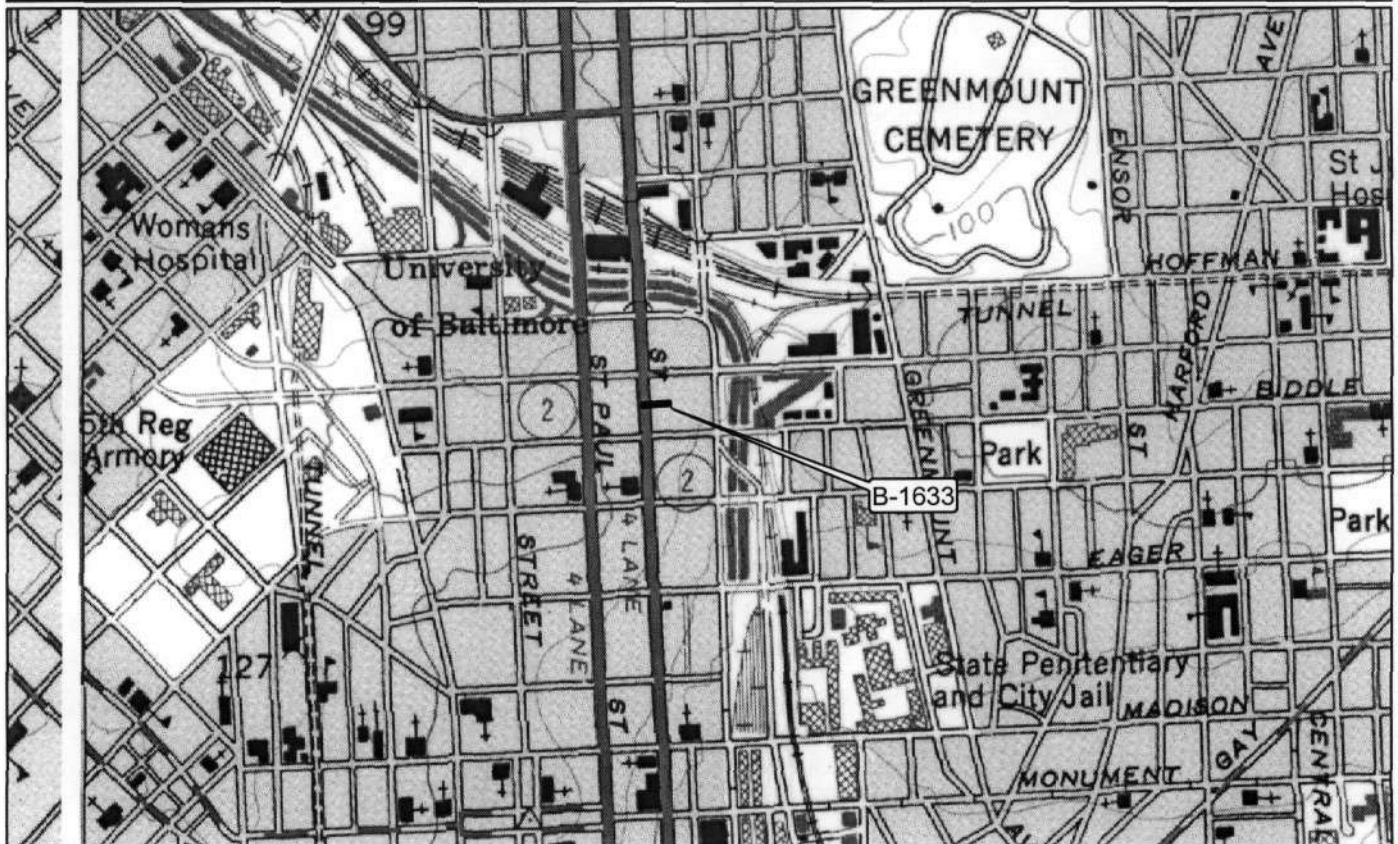 99
AVE
GREENMOUNT
CEMETERY
ENSOR
St J
Hos
Womans
Hospital
100
HOFFMAN
University
of Baltimore
TUNNEL
HARFORD
ST
BIDDLE
ST PAUL
2
GREENMOUNT
5th Reg
Armory
Park
ST
2
B-1633
Park
TUNNEL
4 LANE
EAGER
STREET
4 LANE
127
State Penitentiary
and City Jail
MADISON
ST
GAY
CENTRAL
MONUMENT